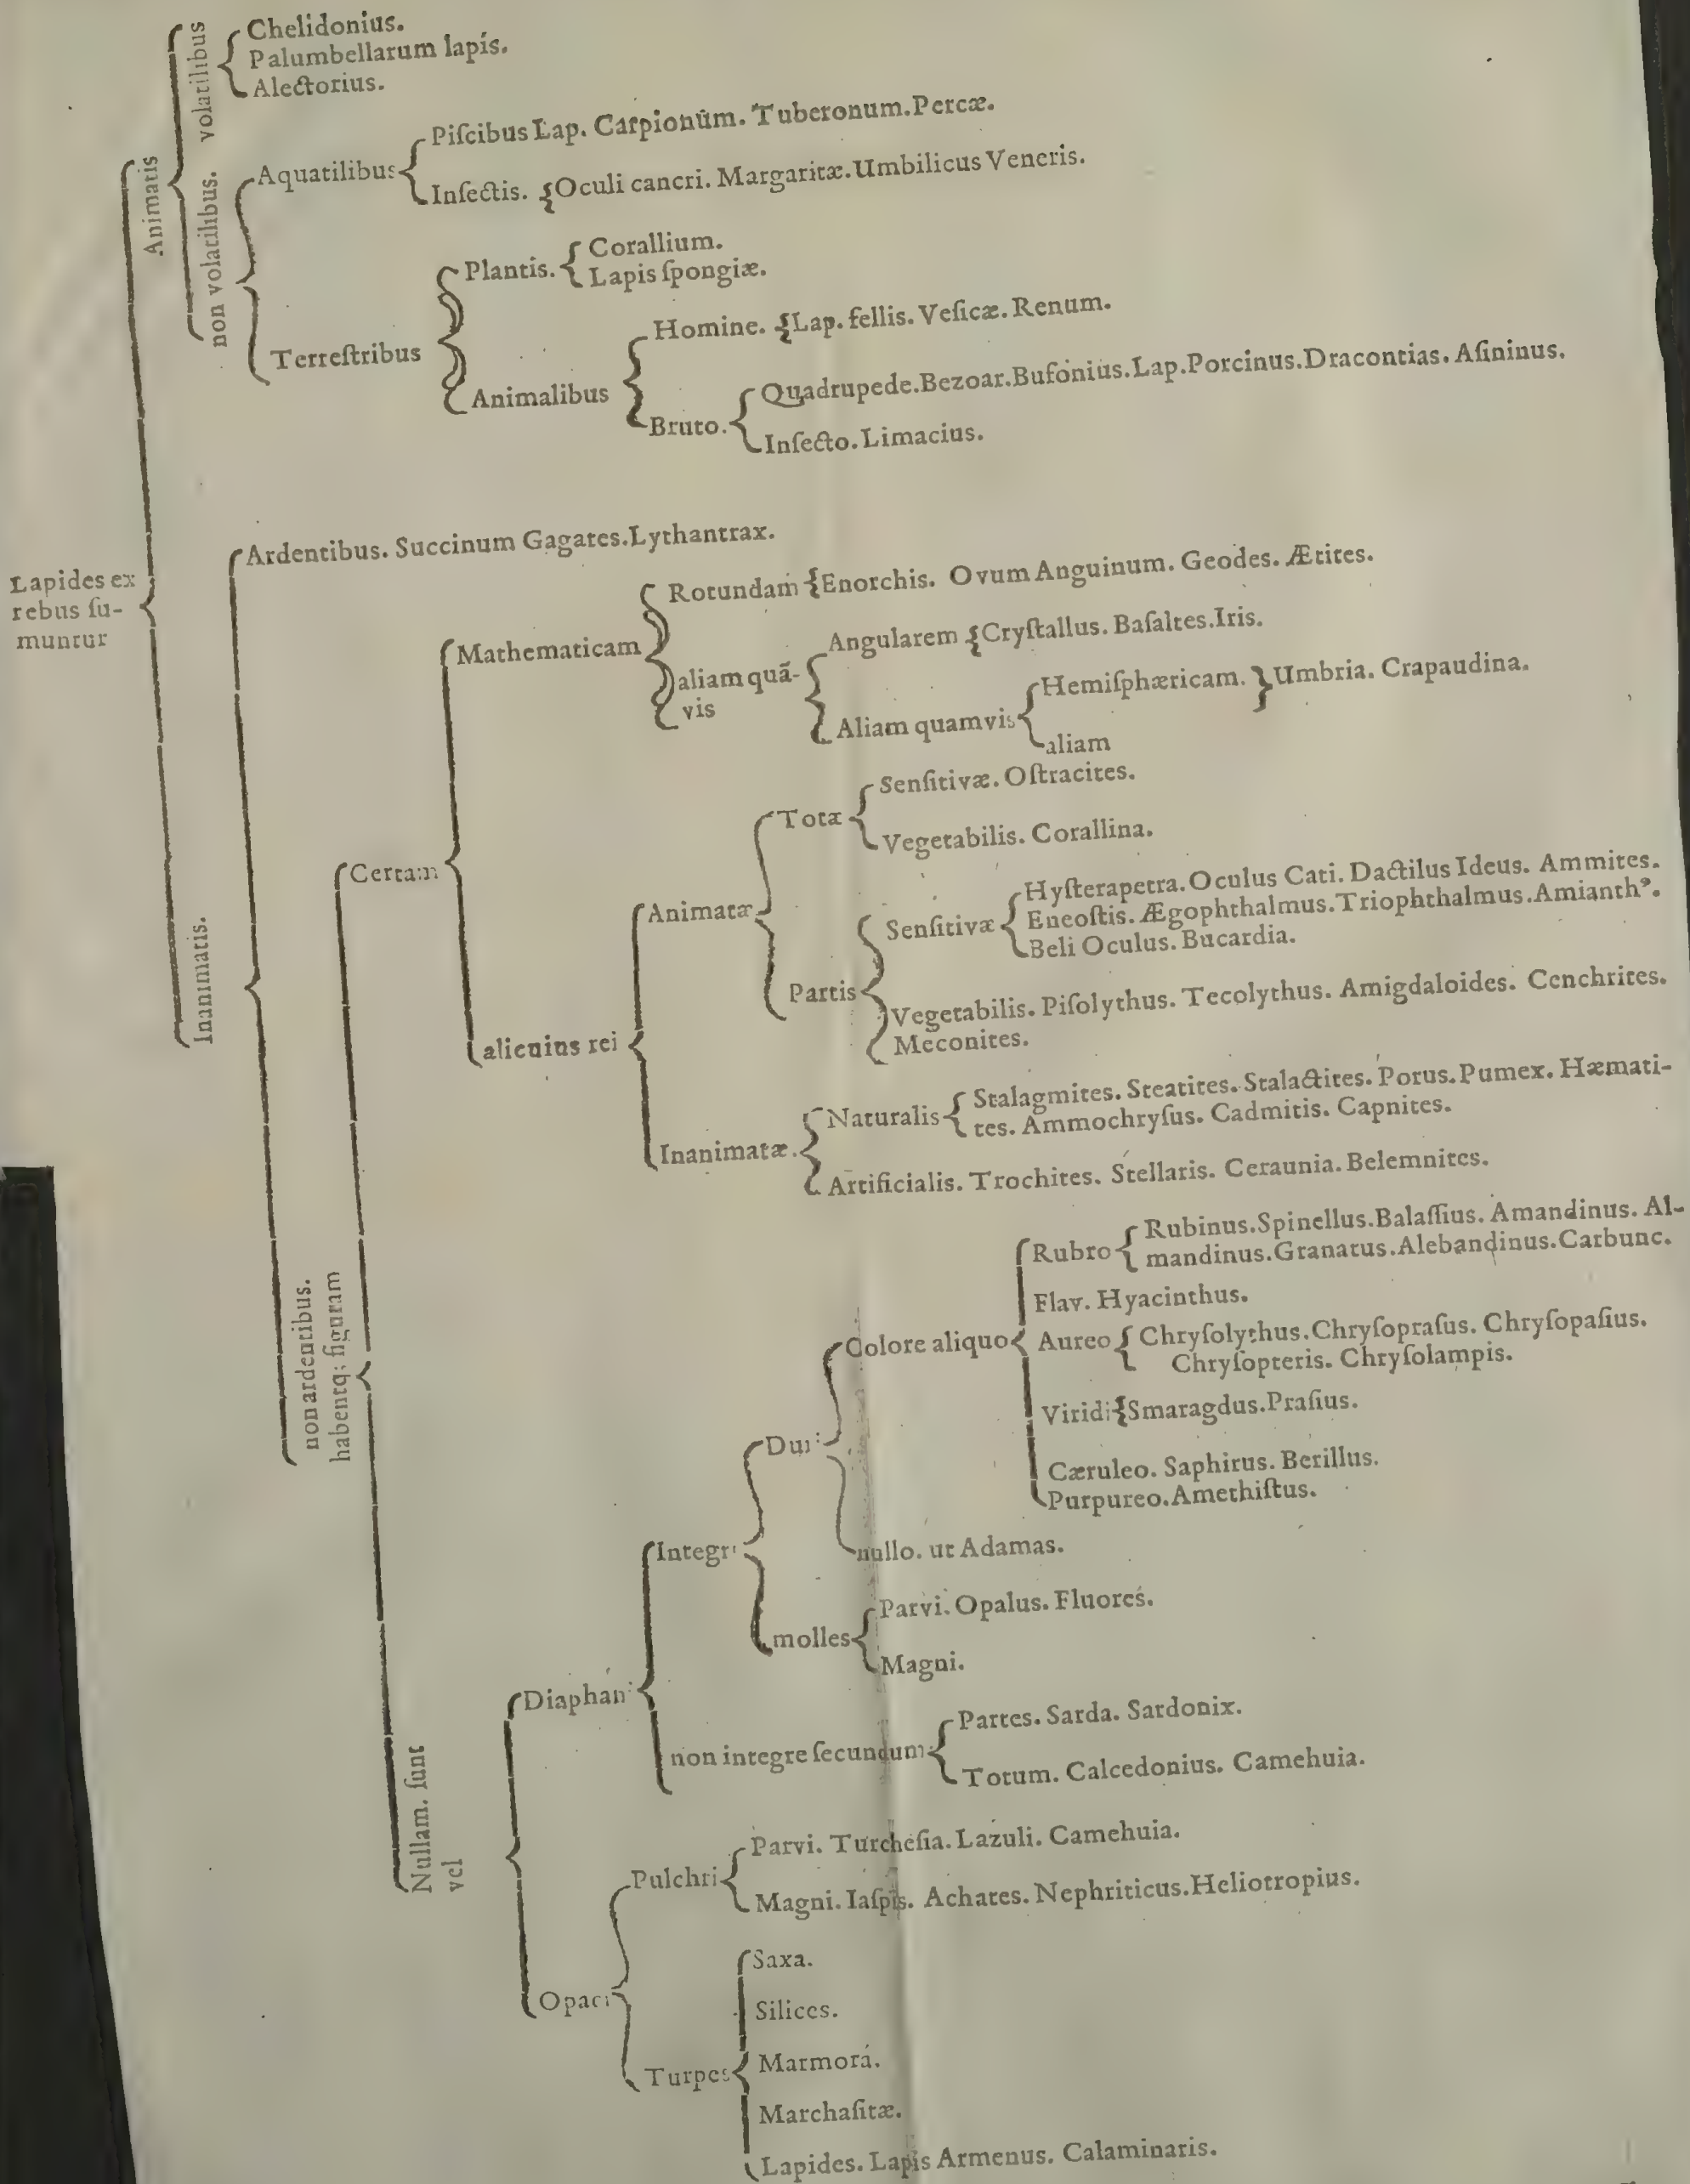 Chelidonius.
Palumbellarum lapis.
Alectorius.
volatilibus
Animatis
non volatilibus.
Aquatilibus
Piſcibus Lap. Carpionũm. Tuberonum. Percæ.
Inſectis. Oculi cancri. Margaritæ. Umbilicus Veneris.
Terreſtribus
Plantis.
Corallium.
Lapis ſpongiæ.
Animalibus
Homine. Lap. fellis. Veſicæ. Renum.
Bruto.
Quadrupede. Bezoar. Bufonius. Lap. Porcinus. Dracontias. Aſininus.
Inſecto. Limacius.
Lapides ex
rebus ſu-
muntur
Inanimatis.
Ardentibus. Succinum Gagates. Lythantrax.
non ardentibus.
habentq; figuram
Certam
Mathematicam
Rotundam Enorchis. Ovum Anguinum. Geodes. Ætites.
aliam quã-
vis
Angularem Cryſtallus. Baſaltes. Iris.
Aliam quamvis
Hemiſphæricam. Umbria. Crapaudina.
aliam
alicuius rei
Animatæ
Totæ
Senſitivæ. Oſtracites.
Vegetabilis. Corallina.
Partis
Senſitivæ
Hyſterapetra. Oculus Cati. Dactilus Ideus. Ammites.
Eneoſtis. Ægophthalmus. Triophthalmus. Amianthꝰ.
Beli Oculus. Bucardia.
Vegetabilis. Piſolythus. Tecolythus. Amigdaloides. Cenchrites.
Meconites.
Inanimatæ.
Naturalis
Stalagmites. Steatites. Stalactites. Porus. Pumex. Hæmati-
tes. Ammochryſus. Cadmitis. Capnites.
Artificialis. Trochites. Stellaris. Ceraunia. Belemnites.
Nullam. ſunt
vel
Diaphani
Integri
Duri
Colore aliquo
Rubro
Rubinus. Spinellus. Balaſſius. Amandinus. Al-
mandinus. Granatus. Alebandinus. Carbunc.
Flav. Hyacinthus.
Aureo
Chryſolythus. Chryſopraſus. Chryſopaſius.
Chryſopteris. Chryſolampis.
Viridi Smaragdus. Praſius.
Cæruleo. Saphirus. Berillus.
Purpureo. Amethiſtus.
nullo. ut Adamas.
molles
Parvi. Opalus. Fluores.
Magni.
non integre ſecundum
Partes. Sarda. Sardonix.
Totum. Calcedonius. Camehuia.
Opaci
Pulchri
Parvi. Turcheſia. Lazuli. Camehuia.
Magni. Iaſpis. Achates. Nephriticus. Heliotropius.
Turpes
Saxa.
Silices.
Marmora.
Marchaſitæ.
Lapides. Lapis Armenus. Calaminaris.